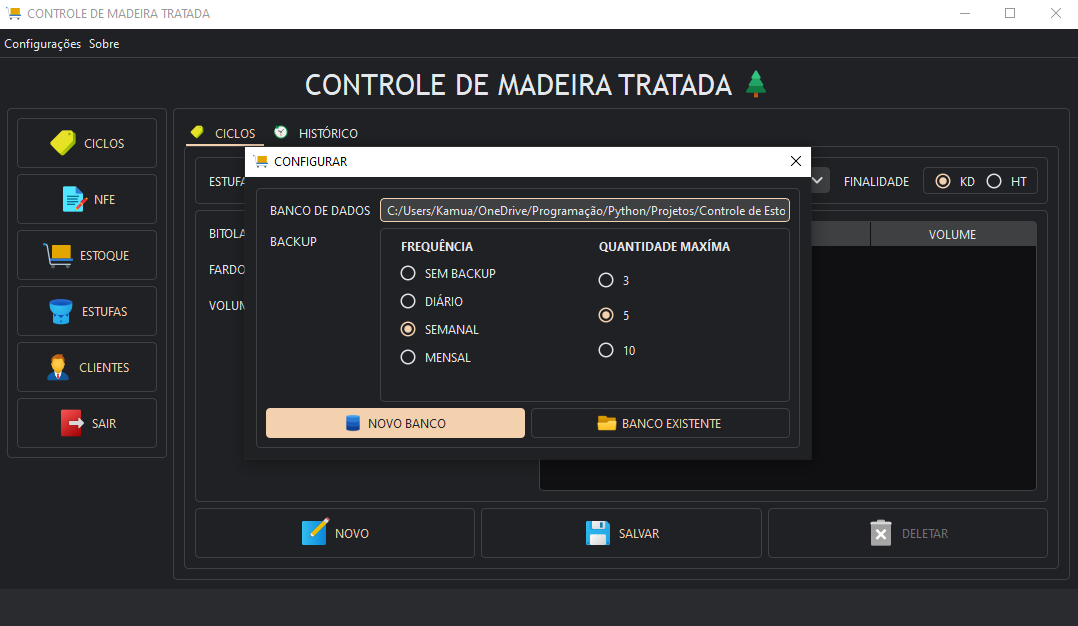 CONTROLE DE MADEIRA TRATADA
Configurações Sobre
CONTROLE DE MADEIRA TRATADA
CICLOS
NFE
ESTOQUE
ESTUFAS
CLIENTES
SAIR
CICLOS HISTÓRICO
ESTUFA FINALIDADE KD HT
BITOLA
FARDO
VOLUM
VOLUME
CONFIGURAR
BANCO DE DADOS C:/Users/Kamua/OneDrive/Programação/Python/Projetos/Controle de Esto
BACKUP
FREQUÊNCIA QUANTIDADE MAXÍMA
SEM BACKUP 3
DIÁRIO
SEMANAL 5
MENSAL 10
NOVO BANCO BANCO EXISTENTE
NOVO SALVAR DELETAR